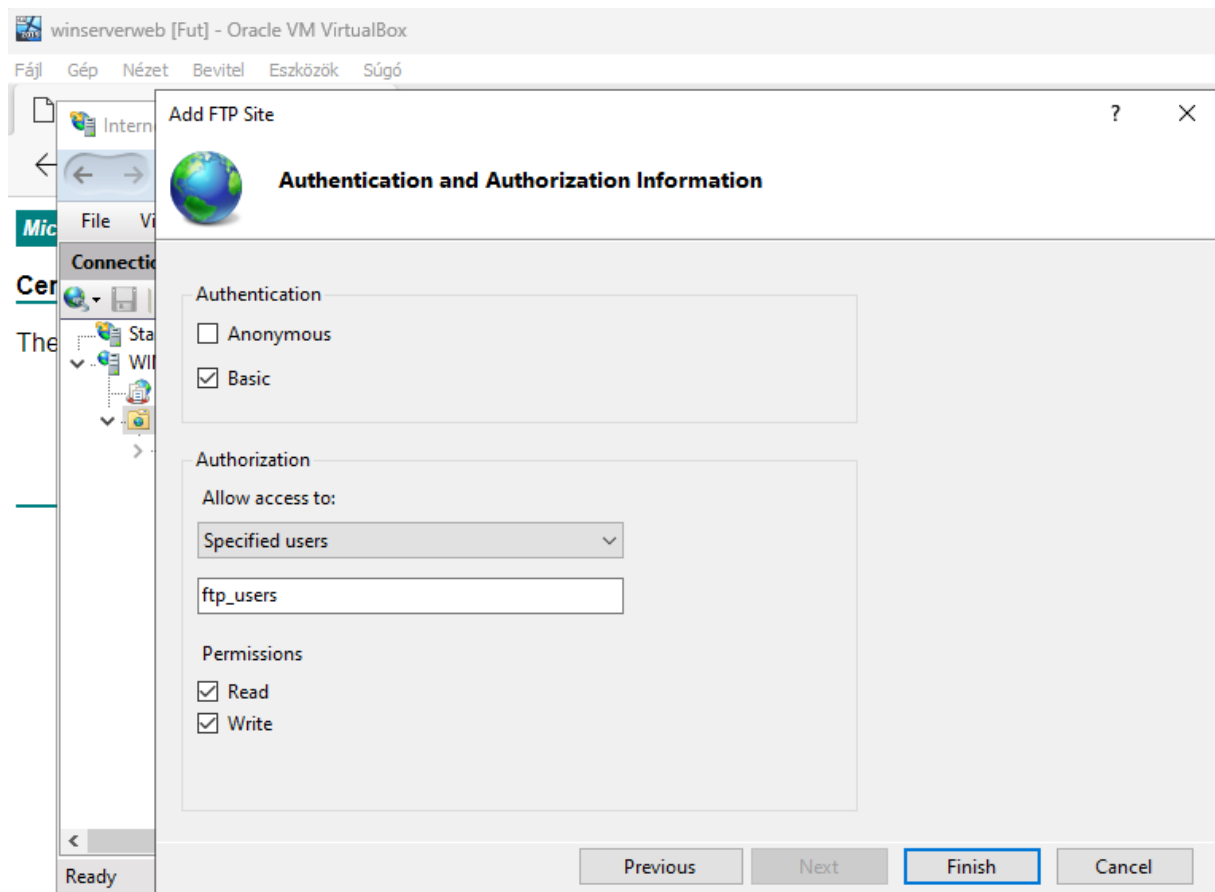 winserverweb [Fut] - Oracle VM VirtualBox
Fájl Gép Nézet Bevitel Eszközök Súgó
Add FTP Site ? ×
Authentication and Authorization Information
File
Authentication
Anonymous
Basic
Authorization
The
Allow access to:
Specified users
ftp_users
Permissions
Read
Write
Previous Next Finish Cancel
Ready